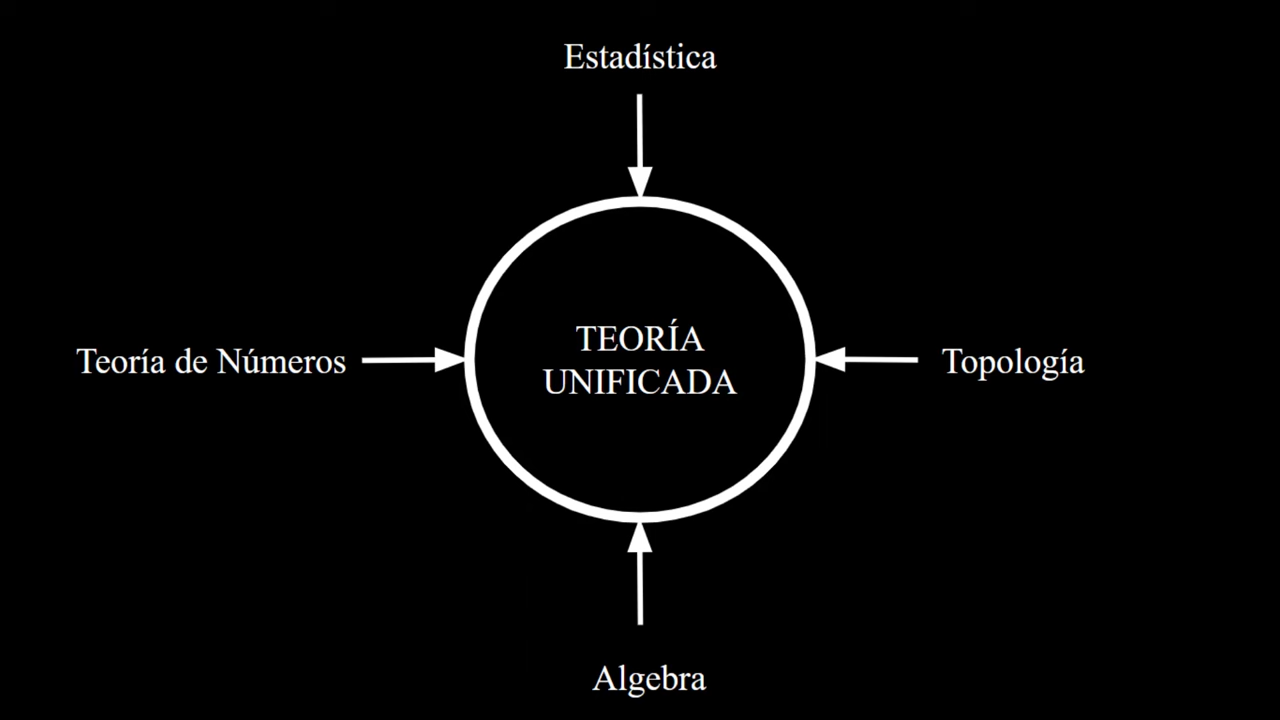 Estadística
TEORÍA
UNIFICADA
Teoría de Números
Topología
Algebra